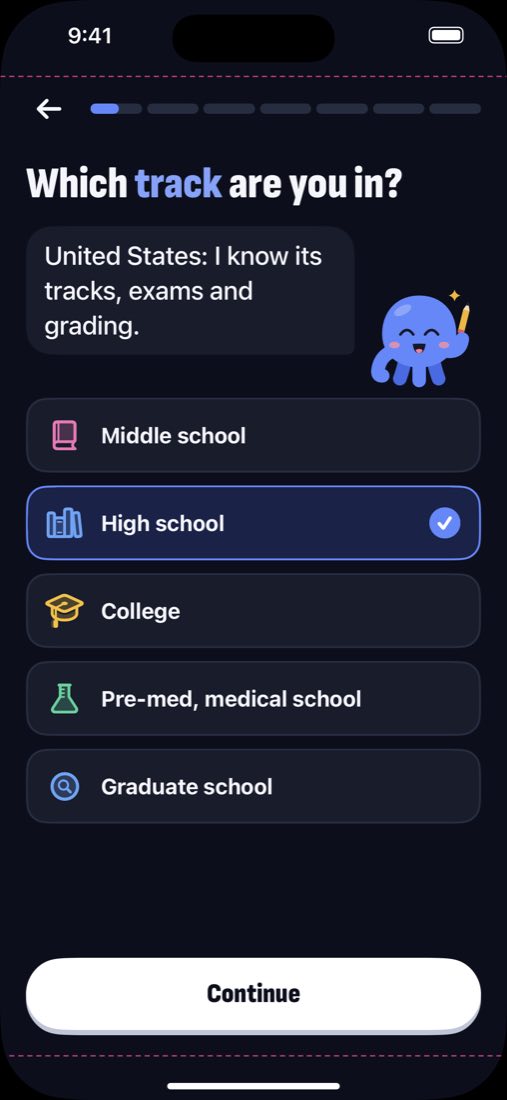 9:41
Which track are you in?
United States: I know its
tracks, exams and
grading.
Middle school
High school
College
Pre-med, medical school
Graduate school
Continue